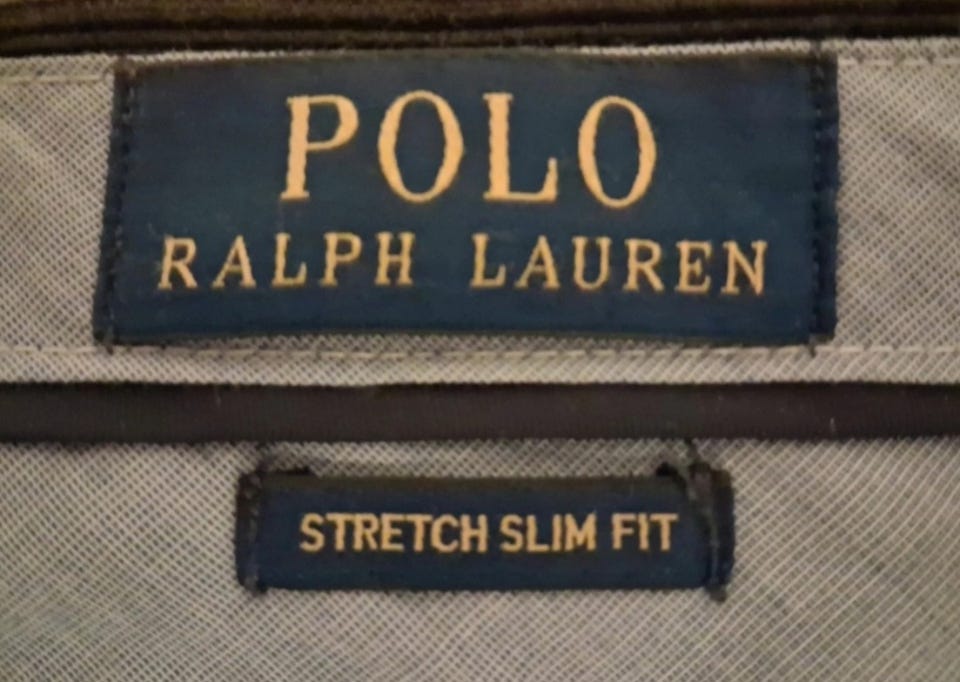 POLO
RALPH LAUREN
STRETCH SLIM FIT